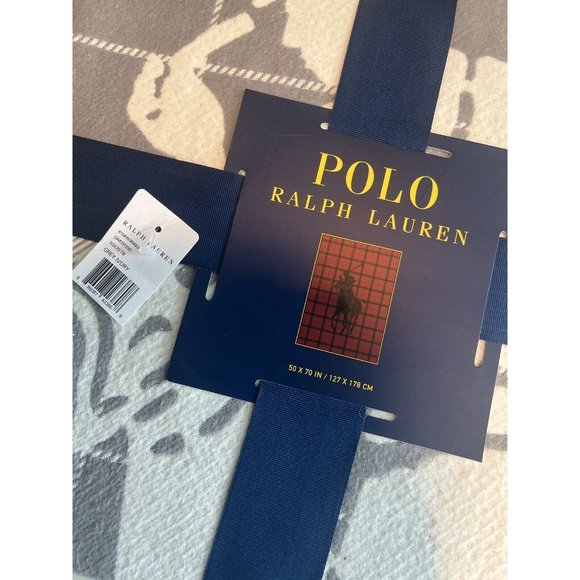 POLO
RALPH LAUREN
50 X 70 IN / 127 X 178 CM
RALPH LAUREN
GREY IVORY